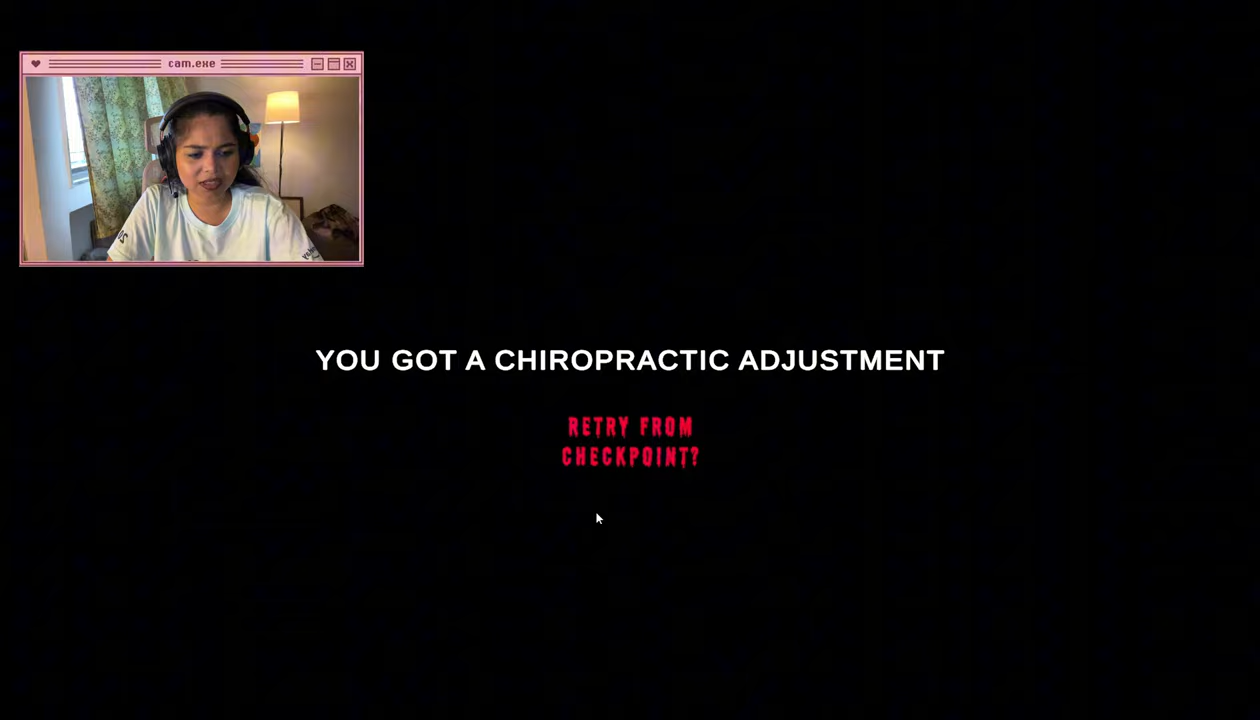 cam.exe
YOU GOT A CHIROPRACTIC ADJUSTMENT
RETRY FROM
CHECKPOINT?